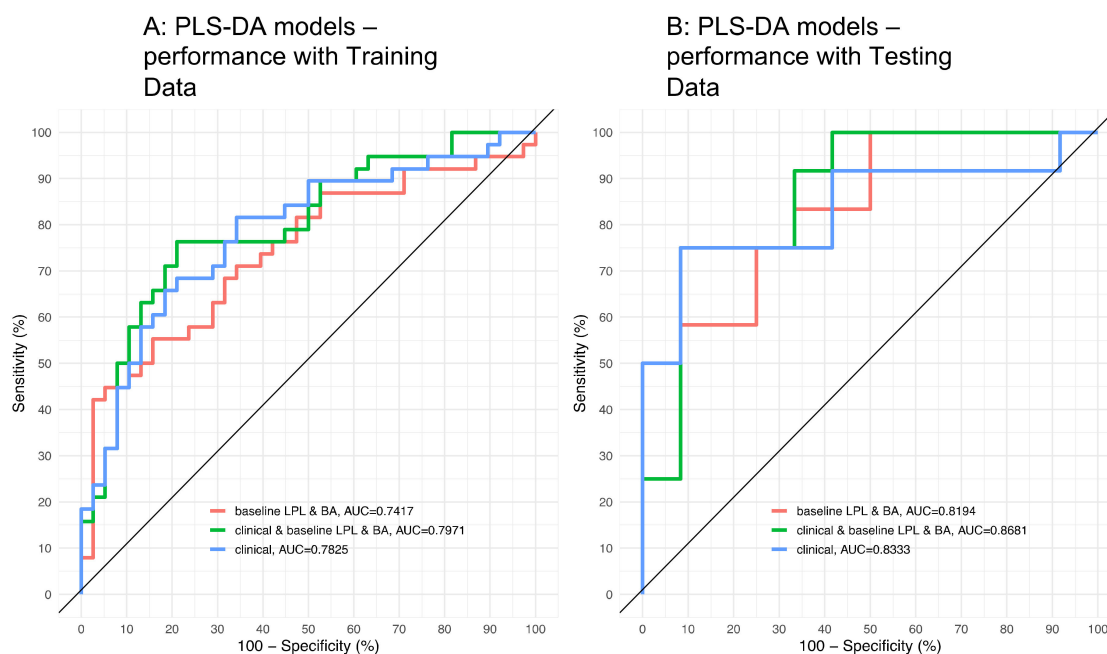 A: PLS-DA models –
performance with Training
Data
100
90
80
70
60
50
40
30
20
10
0
Sensitivity (%)
baseline LPL & BA, AUC=0.7417
clinical & baseline LPL & BA, AUC=0.7971
clinical, AUC=0.7825
0 10 20 30 40 50 60 70 80 90 100
100 – Specificity (%)
B: PLS-DA models –
performance with Testing
Data
100
90
80
70
60
50
40
30
20
10
0
Sensitivity (%)
baseline LPL & BA, AUC=0.8194
clinical & baseline LPL & BA, AUC=0.8681
clinical, AUC=0.8333
0 10 20 30 40 50 60 70 80 90 100
100 – Specificity (%)